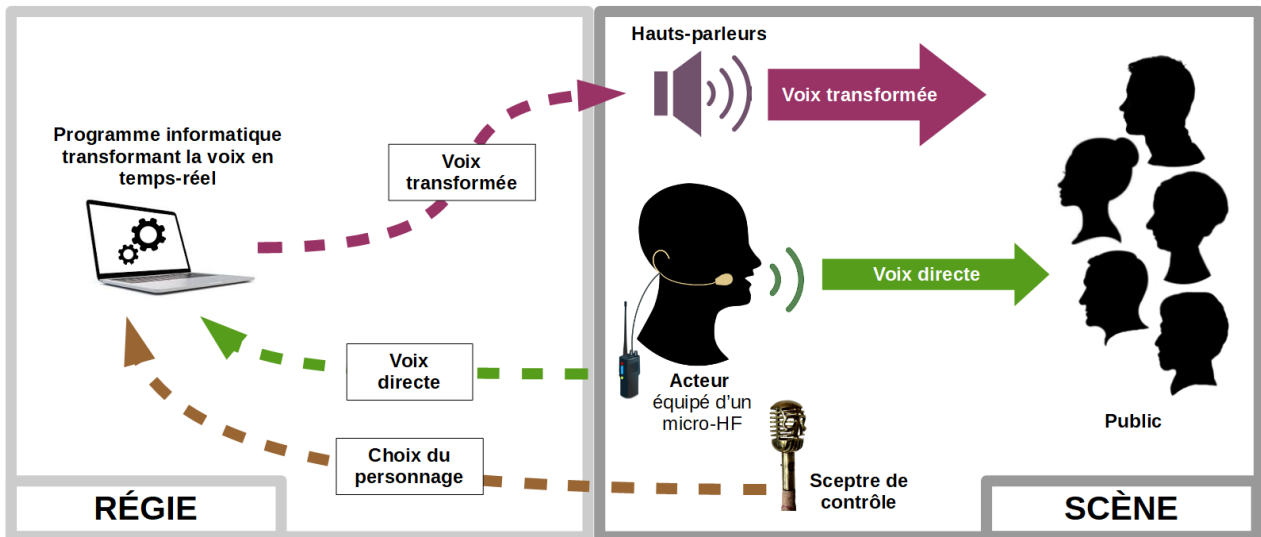 Programme informatique
transformant la voix en
temps-réel
Voix
transformée
Voix
directe
Choix du
personnage
RÉGIE
Hauts-parleurs
Voix transformée
Voix directe
Acteur
équipé d'un
micro-HF
Sceptre de
contrôle
Public
SCÈNE